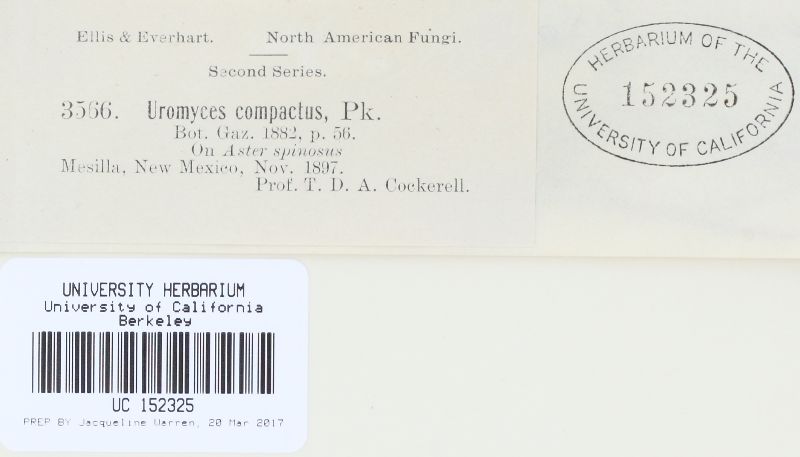 Ellis & Everhart. North American Fungi.
Second Series.
3566. Uromyces compactus, Pk.
Bot. Gaz. 1882, p. 56.
On Aster spinosus
Mesilla, New Mexico, Nov. 1897.
Prof. T. D. A. Cockerell.
HERBARIUM OF THE
152325
UNIVERSITY OF CALIFORNIA
UNIVERSITY HERBARIUM
University of California
Berkeley
UC 152325
PREP BY Jacqueline Warren, 20 Mar 2017